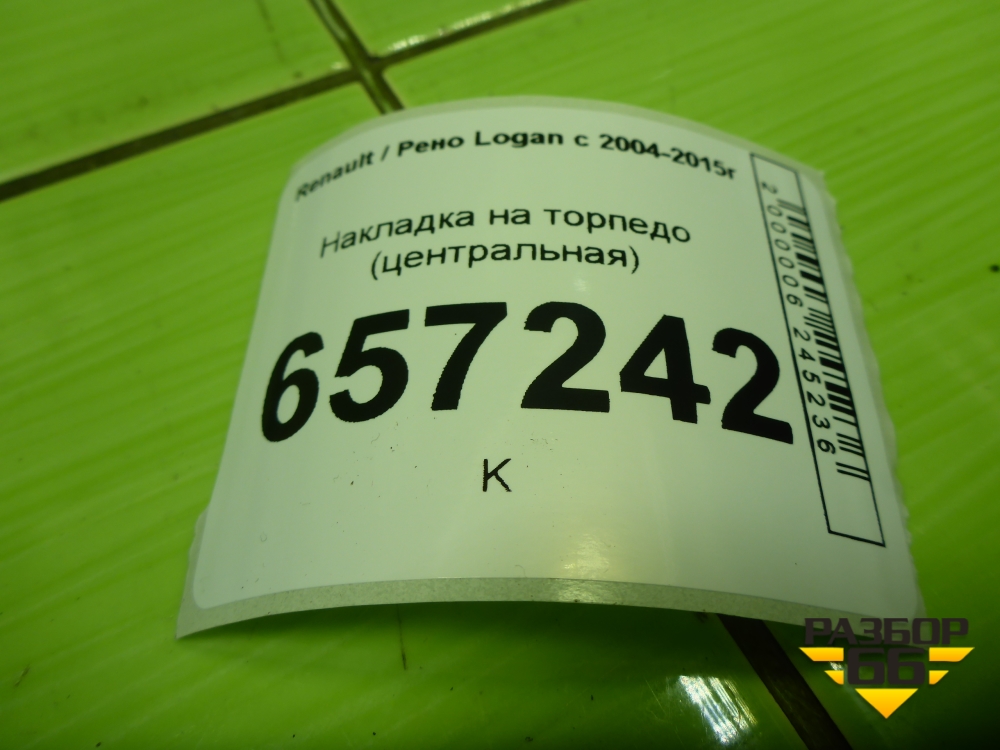 Renault / Рено Logan с 2004-2015г
Накладка на торпедо
(центральная)
657242
К
2000006245236
РАЗБОР
66